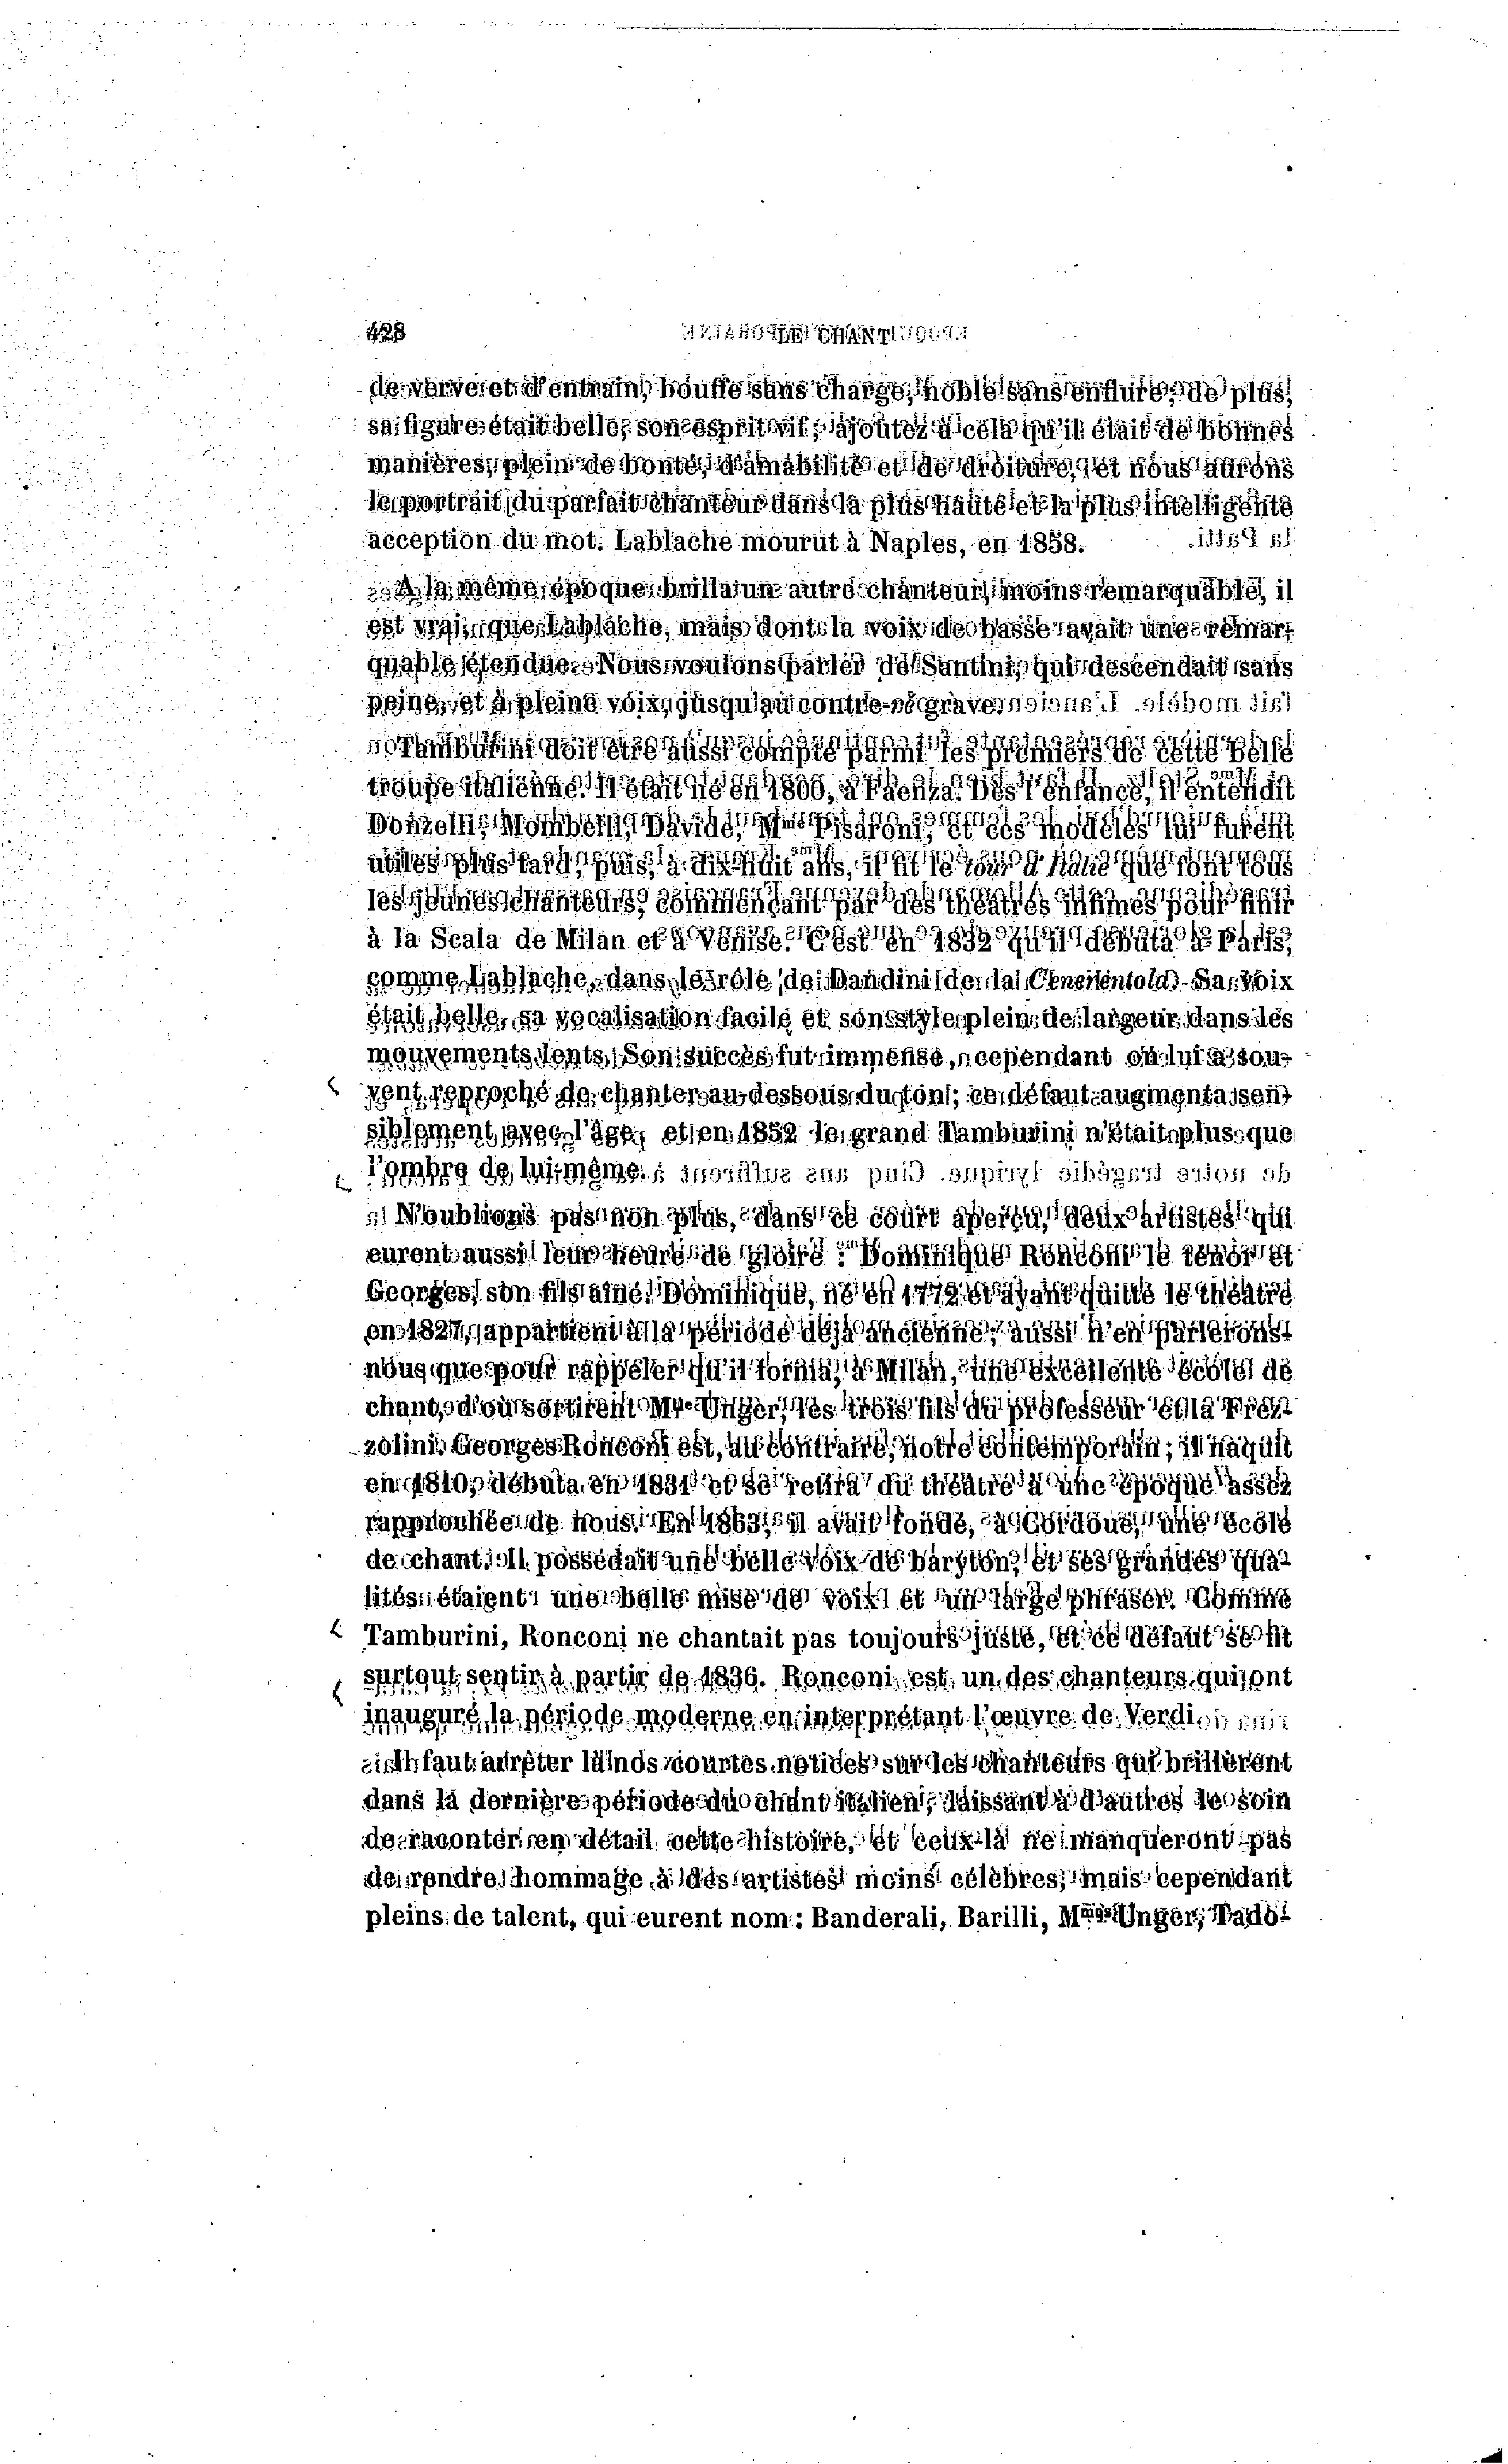 428 LE CHANT
de verve et d'entrain, bouffe sans charge, noble sans enflure; de plus,
sa figure était belle, son esprit vif; ajoutez à cela qu'il était de bonnes
manières, plein de bonté, d'amabilité et de droiture, et nous aurons
le portrait du parfait chanteur dans la plus haute et la plus intelligente
acception du mot. Lablache mourut à Naples, en 1858.
A la même époque brilla un autre chanteur, moins remarquable, il
est vrai, que Lablache, mais dont la voix de basse avait une remar-
quable étendue. Nous voulons parler de Santini, qui descendait sans
peine, et à pleine voix, jusqu'au contre-ré grave.
Tamburini doit être aussi compté parmi les premiers de cette belle
troupe italienne. Il était né en 1800, à Faenza. Dès l'enfance, il entendit
Donzelli, Mombelli, Davide, Mme Pisaroni, et ces modèles lui furent
utiles plus tard; puis, à dix-huit ans, il fit le tour d'Italie que font tous
les jeunes chanteurs, commençant par des théâtres infimes pour finir
à la Scala de Milan et à Venise. C'est en 1832 qu'il débuta à Paris,
comme Lablache, dans le rôle de Dandini de la Cenerentola. Sa voix
était belle, sa vocalisation facile et son style plein de largeur dans les
mouvements lents. Son succès fut immense, cependant on lui a sou-
vent reproché de chanter au-dessous du ton; ce défaut augmenta sen-
siblement avec l'âge, et en 1852 le grand Tamburini n'était plus que
l'ombre de lui-même.
N'oublions pas non plus, dans ce court aperçu, deux artistes qui
eurent aussi leur heure de gloire : Dominique Ronconi le ténor et
Georges, son fils aîné. Dominique, né en 1772 et ayant quitté le théâtre
en 1827, appartient à la période déjà ancienne; aussi n'en parlerons-
nous que pour rappeler qu'il forma, à Milan, une excellente école de
chant, d'où sortirent Mme Unger, les trois fils du professeur et la Frez-
zolini. Georges Ronconi est, au contraire, notre contemporain; il naquit
en 1810, débuta en 1831 et se retira du théâtre à une époque assez
rapprochée de nous. En 1863, il avait fondé, à Cordoue, une école
de chant. Il possédait une belle voix de baryton, et ses grandes qua-
lités étaient une belle mise de voix et un large phraser. Comme
Tamburini, Ronconi ne chantait pas toujours juste, et ce défaut se fit
surtout sentir à partir de 1836. Ronconi est un des chanteurs qui ont
inauguré la période moderne en interprétant l'œuvre de Verdi.
Il faut arrêter là nos courtes notices sur les chanteurs qui brillèrent
dans la dernière période du chant italien, laissant à d'autres le soin
de raconter en détail cette histoire, et ceux-là ne manqueront pas
de rendre hommage à des artistes moins célèbres, mais cependant
pleins de talent, qui eurent nom : Banderali, Barilli, Mmes Unger, Tado-